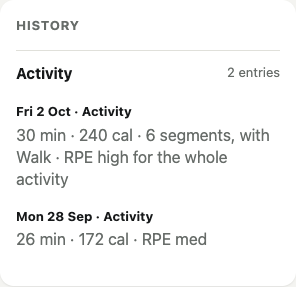 HISTORY
Activity 2 entries
Fri 2 Oct · Activity
30 min · 240 cal · 6 segments, with
Walk · RPE high for the whole
activity
Mon 28 Sep · Activity
26 min · 172 cal · RPE med